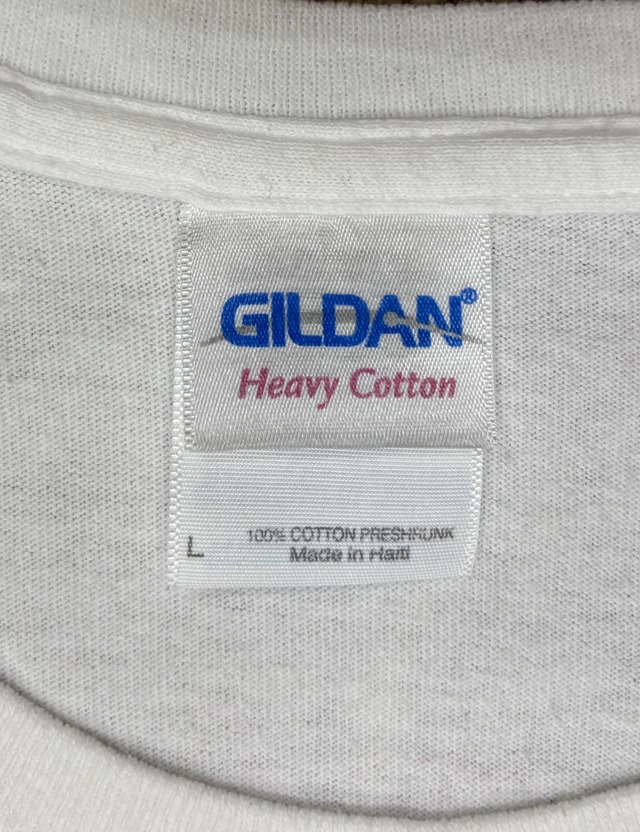 GILDAN®
Heavy Cotton
L
100% COTTON PRESHRUNK
Made in Haiti